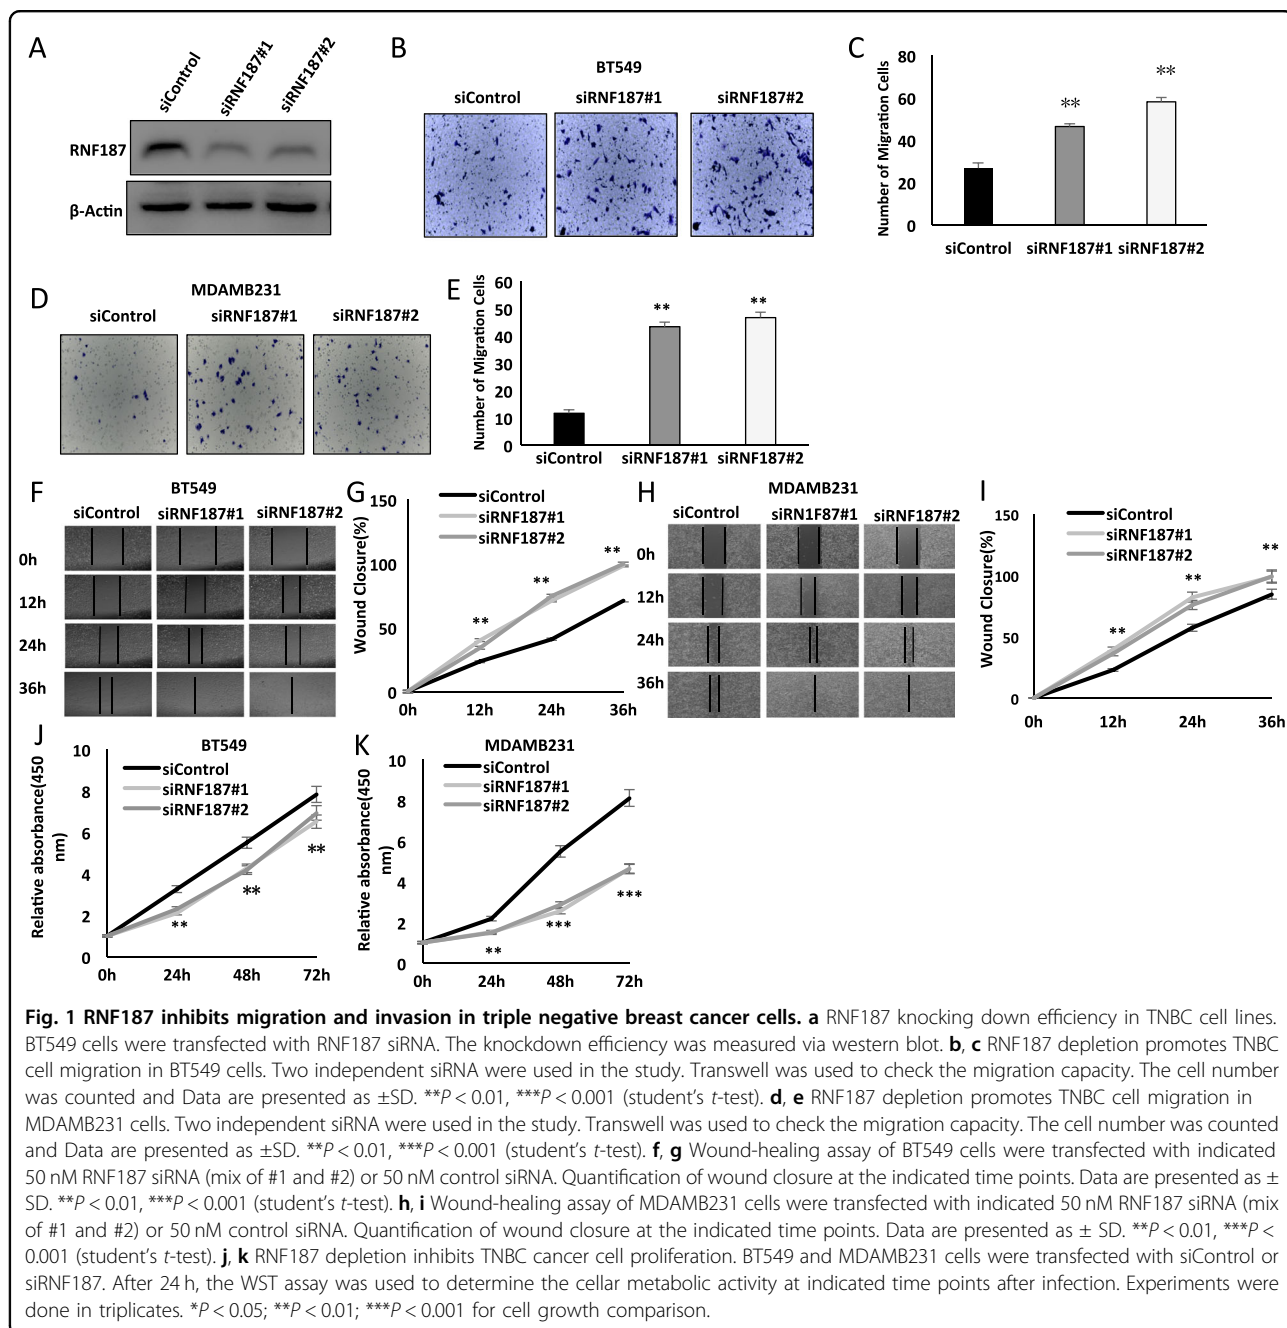 A
siControl
siRNF187#1
siRNF187#2
RNF187
β-Actin
B
BT549
siControl siRNF187#1 siRNF187#2
C
Number of Migration Cells
80
60
40
20
0
** **
siControl siRNF187#1 siRNF187#2
D
MDAMB231
siControl siRNF187#1 siRNF187#2
E
Number of Migration Cells
60
50
40
30
20
10
0
** **
siControl siRNF187#1 siRNF187#2
F
BT549
siControl siRNF187#1 siRNF187#2
0h
12h
24h
36h
G
Wound Closure(%)
150
100
50
0
siControl
siRNF187#1
siRNF187#2
** ** **
0h 12h 24h 36h
H
MDAMB231
siControl siRN1F87#1 siRNF187#2
0h
12h
24h
36h
I
Wound Closure(%)
150
100
50
0
siControl
siRNF187#1
siRNF187#2
** ** **
0h 12h 24h 36h
J
BT549
Relative absorbance(450
nm)
10
8
6
4
2
0
siControl
siRNF187#1
siRNF187#2
** ** **
0h 24h 48h 72h
K
MDAMB231
Relative absorbance(450
nm)
10
8
6
4
2
0
siControl
siRNF187#1
siRNF187#2
** *** ***
0h 24h 48h 72h
Fig. 1 RNF187 inhibits migration and invasion in triple negative breast cancer cells. a RNF187 knocking down efficiency in TNBC cell lines.
BT549 cells were transfected with RNF187 siRNA. The knockdown efficiency was measured via western blot. b, c RNF187 depletion promotes TNBC
cell migration in BT549 cells. Two independent siRNA were used in the study. Transwell was used to check the migration capacity. The cell number
was counted and Data are presented as ±SD. **P < 0.01, ***P < 0.001 (student's t-test). d, e RNF187 depletion promotes TNBC cell migration in
MDAMB231 cells. Two independent siRNA were used in the study. Transwell was used to check the migration capacity. The cell number was counted
and Data are presented as ±SD. **P < 0.01, ***P < 0.001 (student's t-test). f, g Wound-healing assay of BT549 cells were transfected with indicated
50 nM RNF187 siRNA (mix of #1 and #2) or 50 nM control siRNA. Quantification of wound closure at the indicated time points. Data are presented as ±
SD. **P < 0.01, ***P < 0.001 (student's t-test). h, i Wound-healing assay of MDAMB231 cells were transfected with indicated 50 nM RNF187 siRNA (mix
of #1 and #2) or 50 nM control siRNA. Quantification of wound closure at the indicated time points. Data are presented as ± SD. **P < 0.01, ***P <
0.001 (student's t-test). j, k RNF187 depletion inhibits TNBC cancer cell proliferation. BT549 and MDAMB231 cells were transfected with siControl or
siRNF187. After 24 h, the WST assay was used to determine the cellar metabolic activity at indicated time points after infection. Experiments were
done in triplicates. *P < 0.05; **P < 0.01; ***P < 0.001 for cell growth comparison.